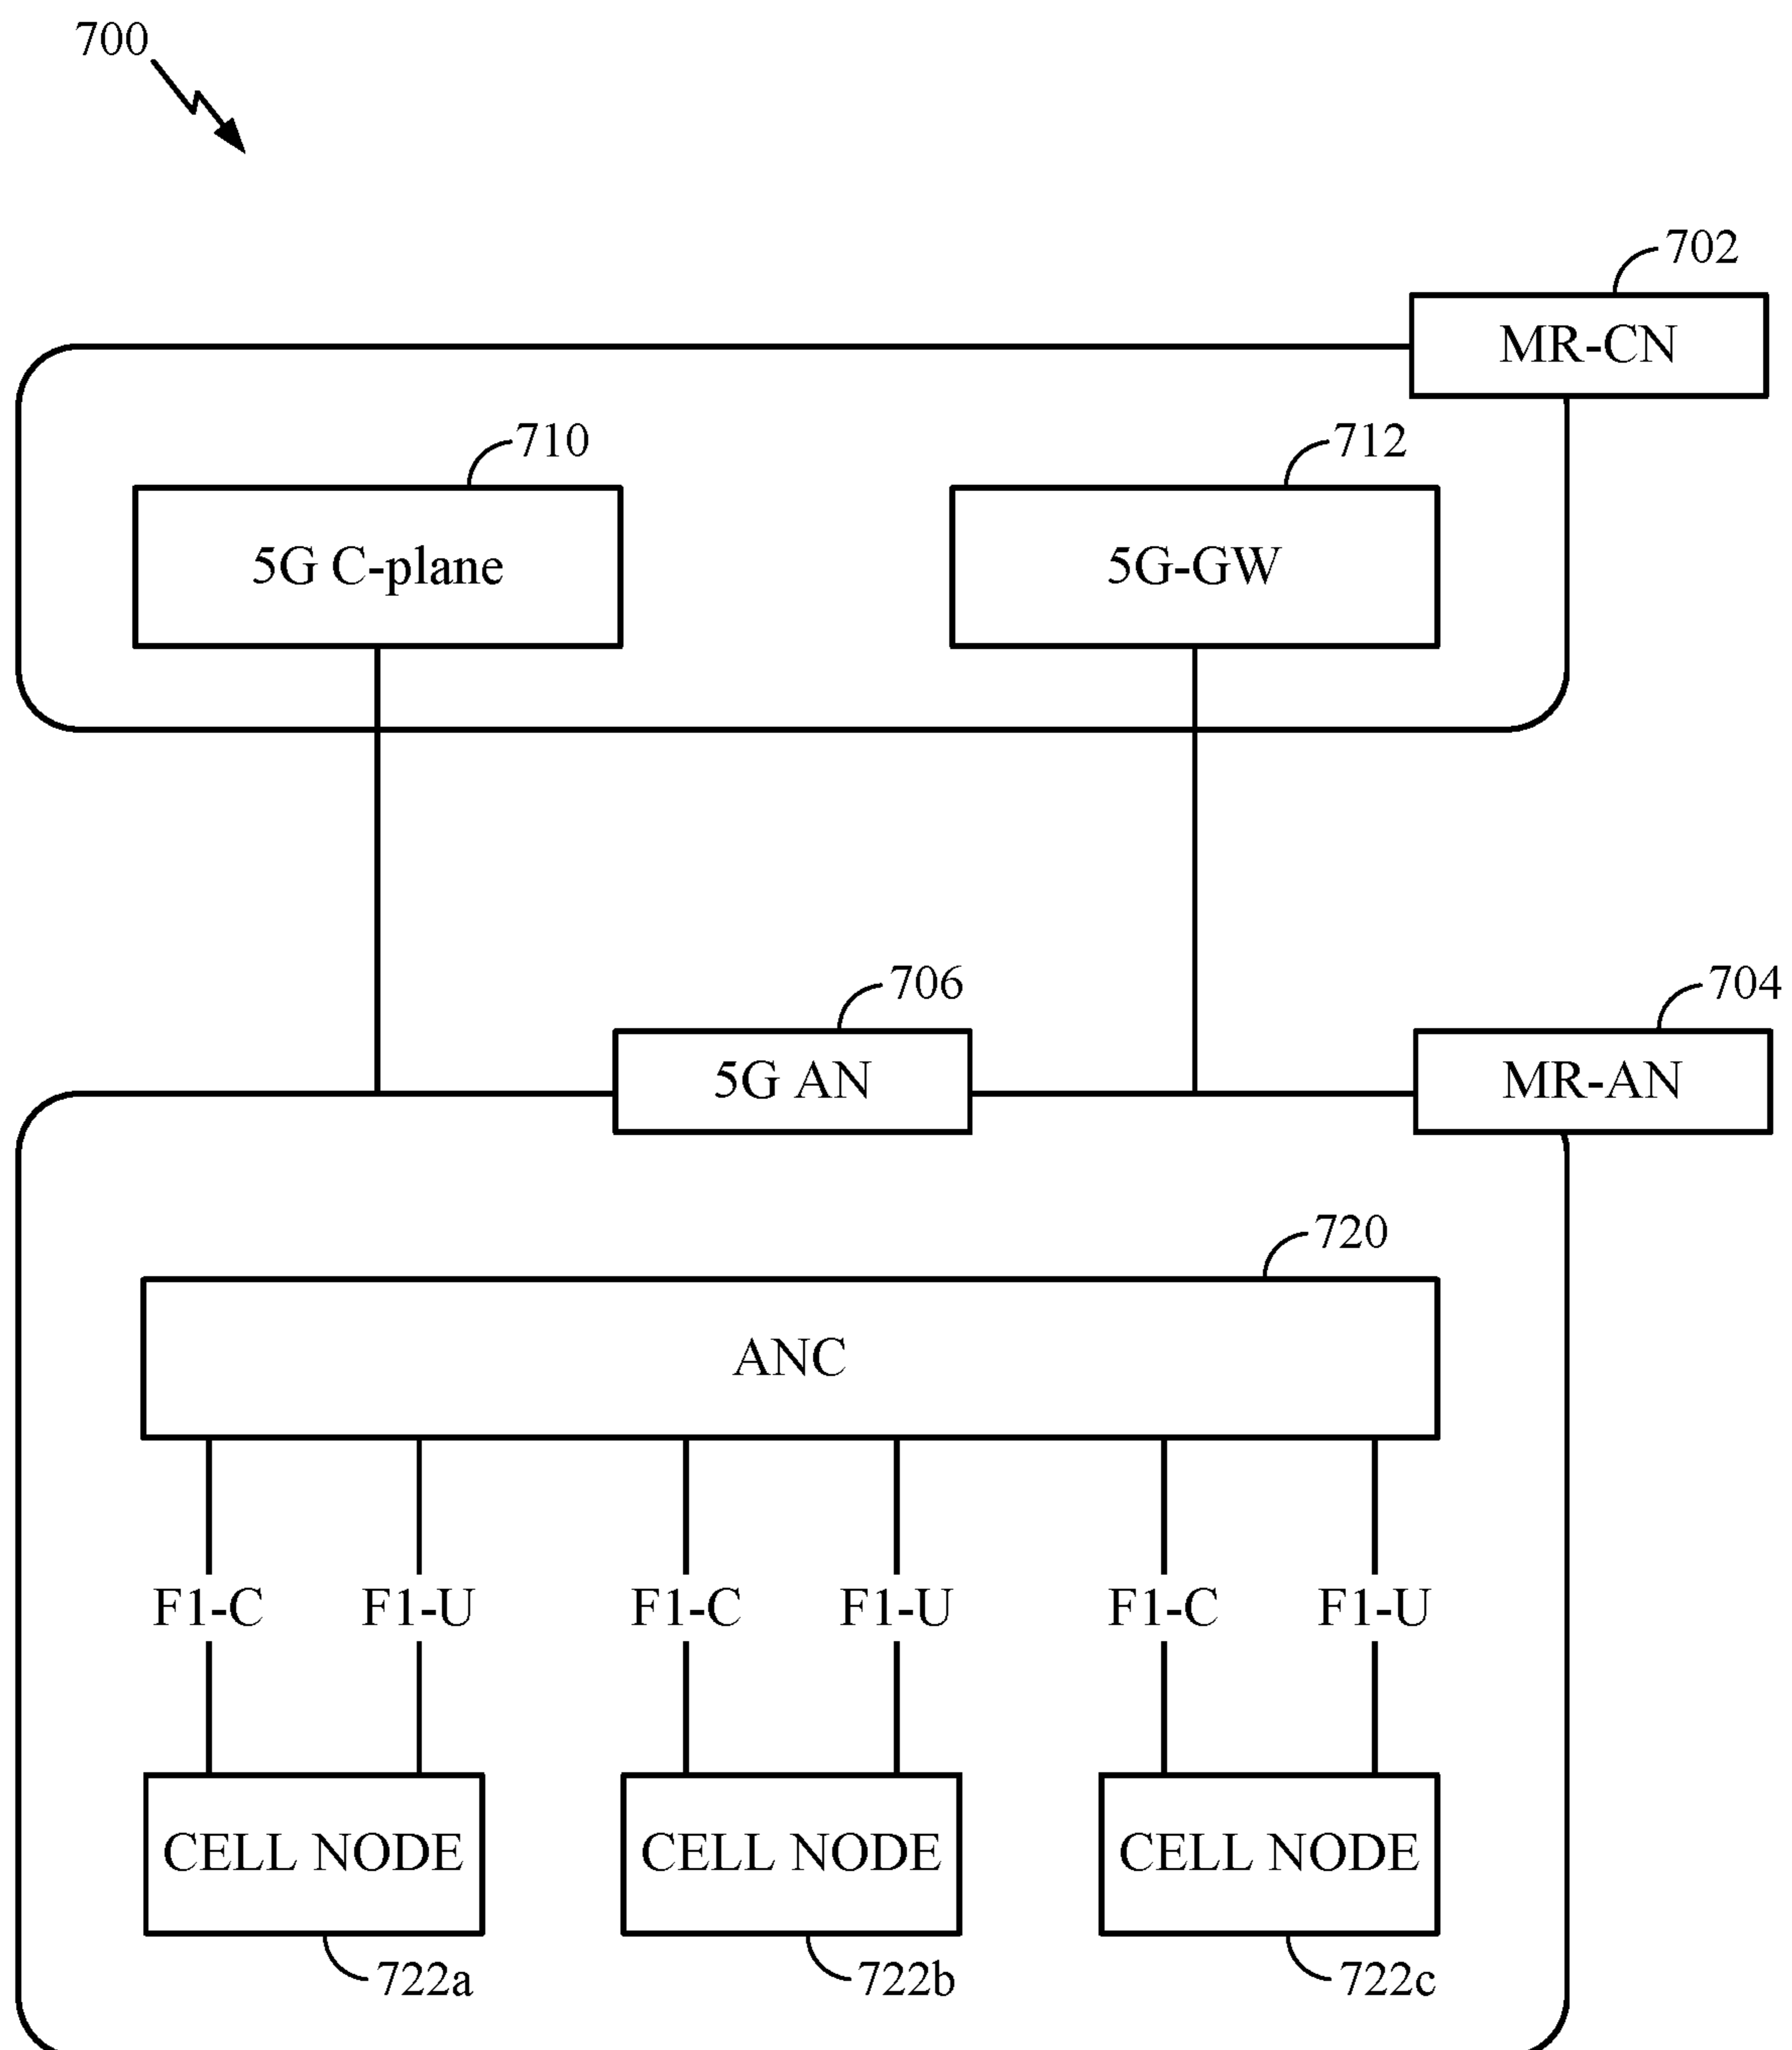 700
702
MR-CN
710
712
5G C-plane
5G-GW
706
704
5G AN
MR-AN
720
ANC
F1-C
F1-U
F1-C
F1-U
F1-C
F1-U
CELL NODE
CELL NODE
CELL NODE
722a
722b
722c